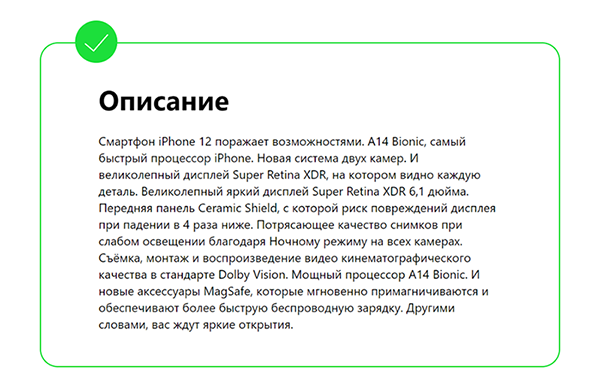 Описание
Смартфон iPhone 12 поражает возможностями. A14 Bionic, самый
быстрый процессор iPhone. Новая система двух камер. И
великолепный дисплей Super Retina XDR, на котором видно каждую
деталь. Великолепный яркий дисплей Super Retina XDR 6,1 дюйма.
Передняя панель Ceramic Shield, с которой риск повреждений дисплея
при падении в 4 раза ниже. Потрясающее качество снимков при
слабом освещении благодаря Ночному режиму на всех камерах.
Съёмка, монтаж и воспроизведение видео кинематографического
качества в стандарте Dolby Vision. Мощный процессор A14 Bionic. И
новые аксессуары MagSafe, которые мгновенно примагничиваются и
обеспечивают более быструю беспроводную зарядку. Другими
словами, вас ждут яркие открытия.